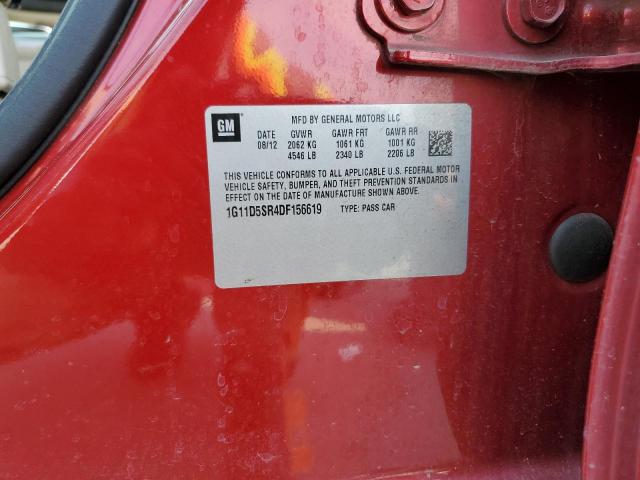 GM
MFD BY GENERAL MOTORS LLC
DATE GVWR GAWR FRT GAWR RR
08/12 2062 KG 1061 KG 1001 KG
4546 LB 2340 LB 2206 LB
THIS VEHICLE CONFORMS TO ALL APPLICABLE U.S. FEDERAL MOTOR
VEHICLE SAFETY, BUMPER, AND THEFT PREVENTION STANDARDS IN
EFFECT ON THE DATE OF MANUFACTURE SHOWN ABOVE.
1G11D5SR4DF156619 TYPE: PASS CAR